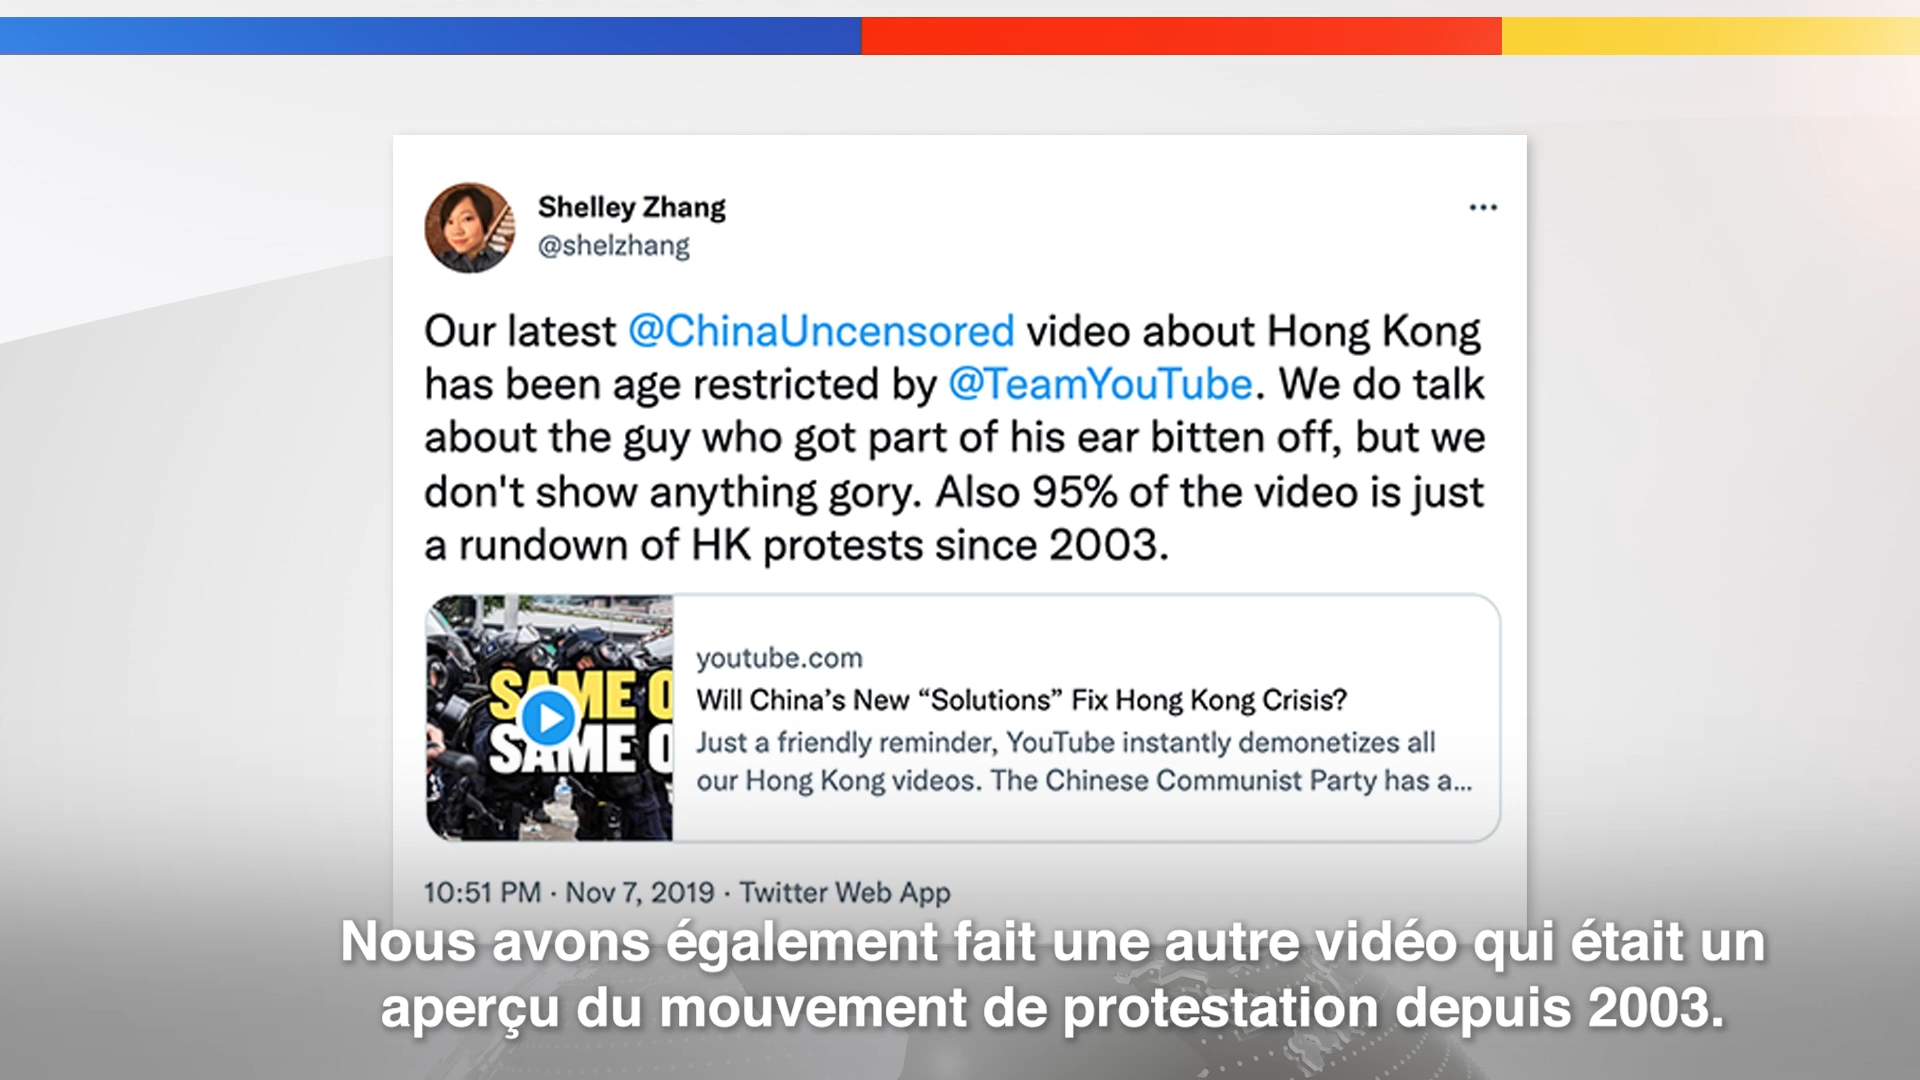 Shelley Zhang
@shelzhang
Our latest @ChinaUncensored video about Hong Kong
has been age restricted by @TeamYouTube. We do talk
about the guy who got part of his ear bitten off, but we
don't show anything gory. Also 95% of the video is just
a rundown of HK protests since 2003.
SAME O
SAME O
youtube.com
Will China's New “Solutions” Fix Hong Kong Crisis?
Just a friendly reminder, YouTube instantly demonetizes all
our Hong Kong videos. The Chinese Communist Party has a...
10:51 PM · Nov 7, 2019 · Twitter Web App
Nous avons également fait une autre vidéo qui était un
aperçu du mouvement de protestation depuis 2003.